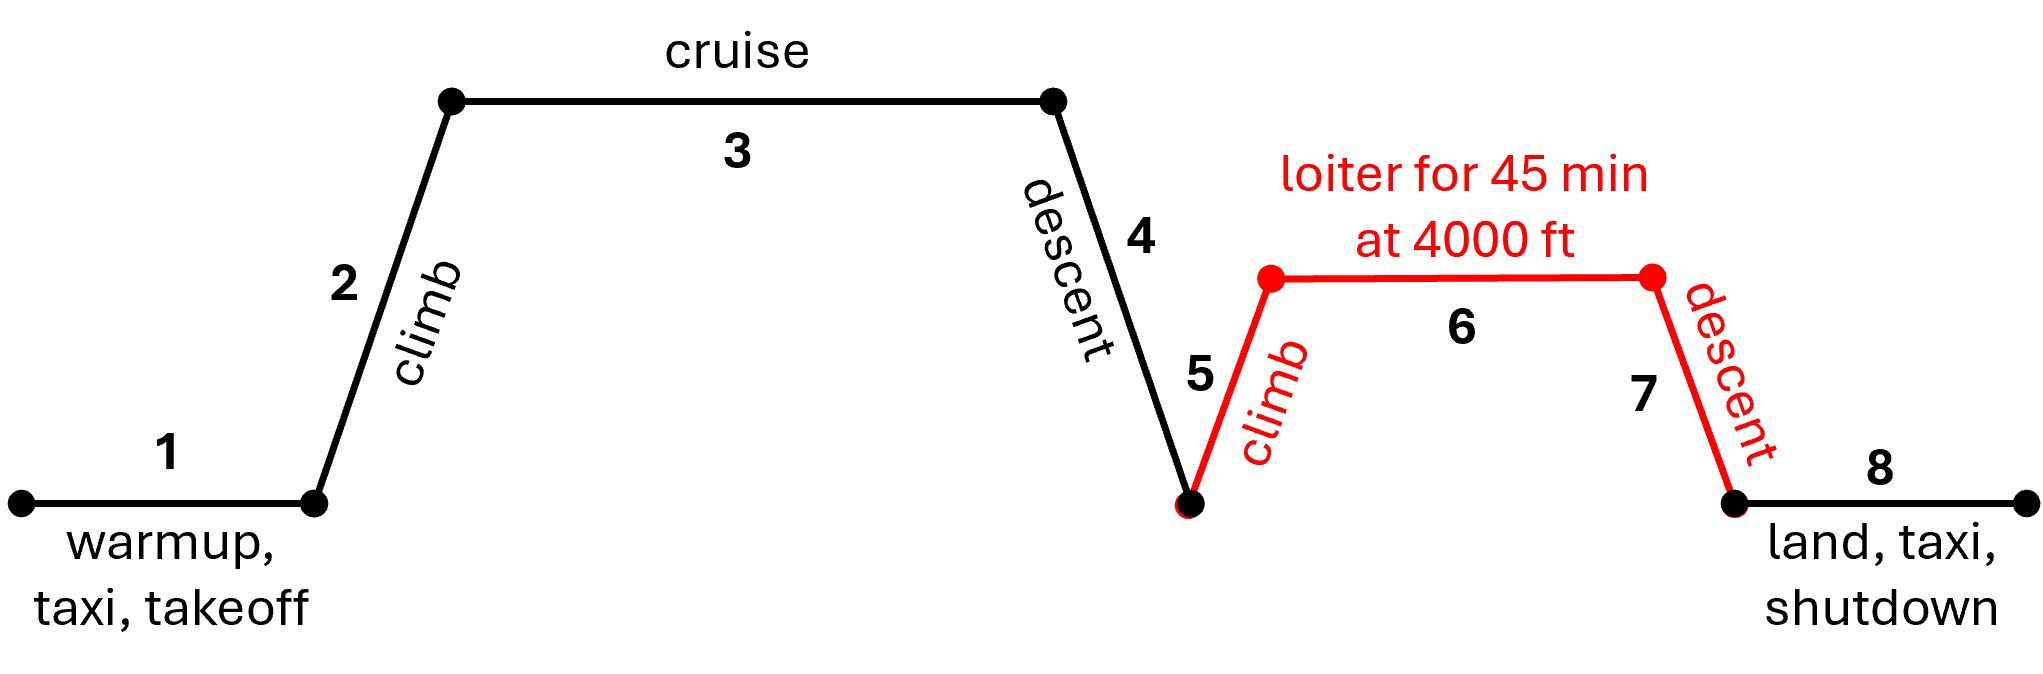 cruise
3
2
climb
descent
4
loiter for 45 min
at 4000 ft
5
climb
6
7
descent
1
warmup,
taxi, takeoff
8
land, taxi,
shutdown